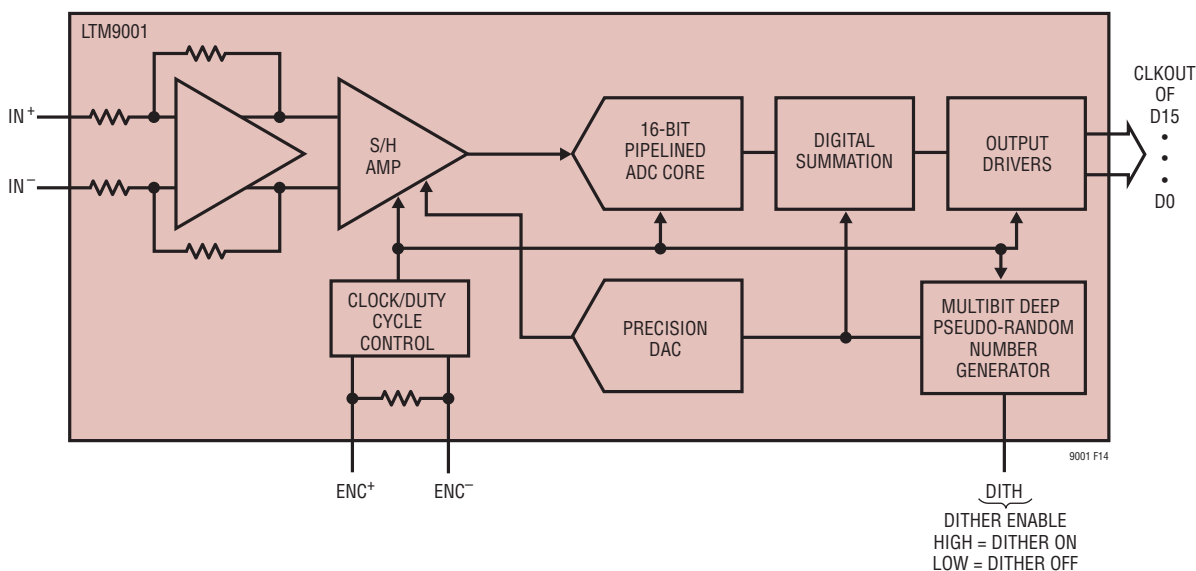 LTM9001
IN+
IN−
S/H
AMP
16-BIT
PIPELINED
ADC CORE
DIGITAL
SUMMATION
OUTPUT
DRIVERS
CLKOUT
OF
D15
•
•
•
D0
CLOCK/DUTY
CYCLE
CONTROL
PRECISION
DAC
MULTIBIT DEEP
PSEUDO-RANDOM
NUMBER
GENERATOR
9001 F14
ENC+
ENC−
DITH
DITHER ENABLE
HIGH = DITHER ON
LOW = DITHER OFF